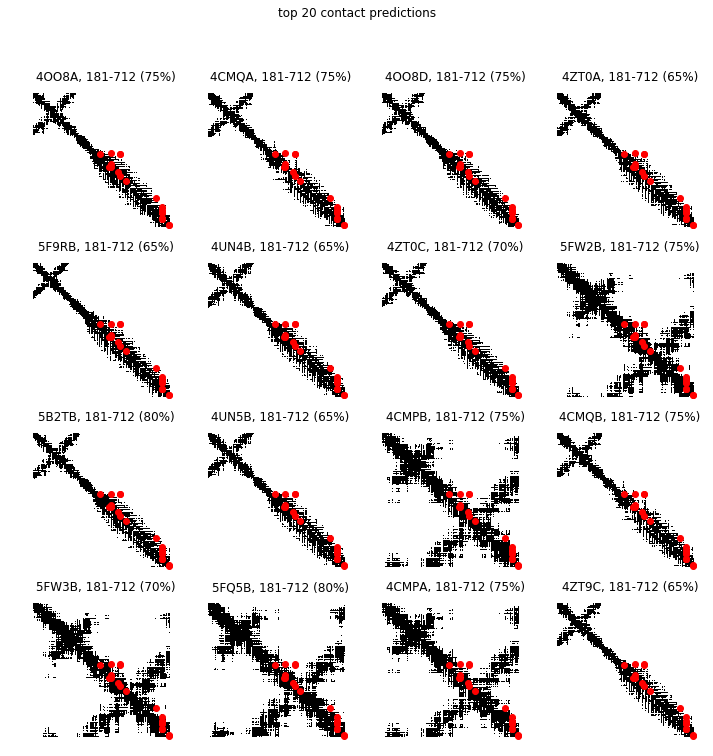 top 20 contact predictions
4OO8A, 181-712 (75%) 4CMQA, 181-712 (75%) 4OO8D, 181-712 (75%) 4ZT0A, 181-712 (65%)
5F9RB, 181-712 (65%) 4UN4B, 181-712 (65%) 4ZT0C, 181-712 (70%) 5FW2B, 181-712 (75%)
5B2TB, 181-712 (80%) 4UN5B, 181-712 (65%) 4CMPB, 181-712 (75%) 4CMQB, 181-712 (75%)
5FW3B, 181-712 (70%) 5FQ5B, 181-712 (80%) 4CMPA, 181-712 (75%) 4ZT9C, 181-712 (65%)